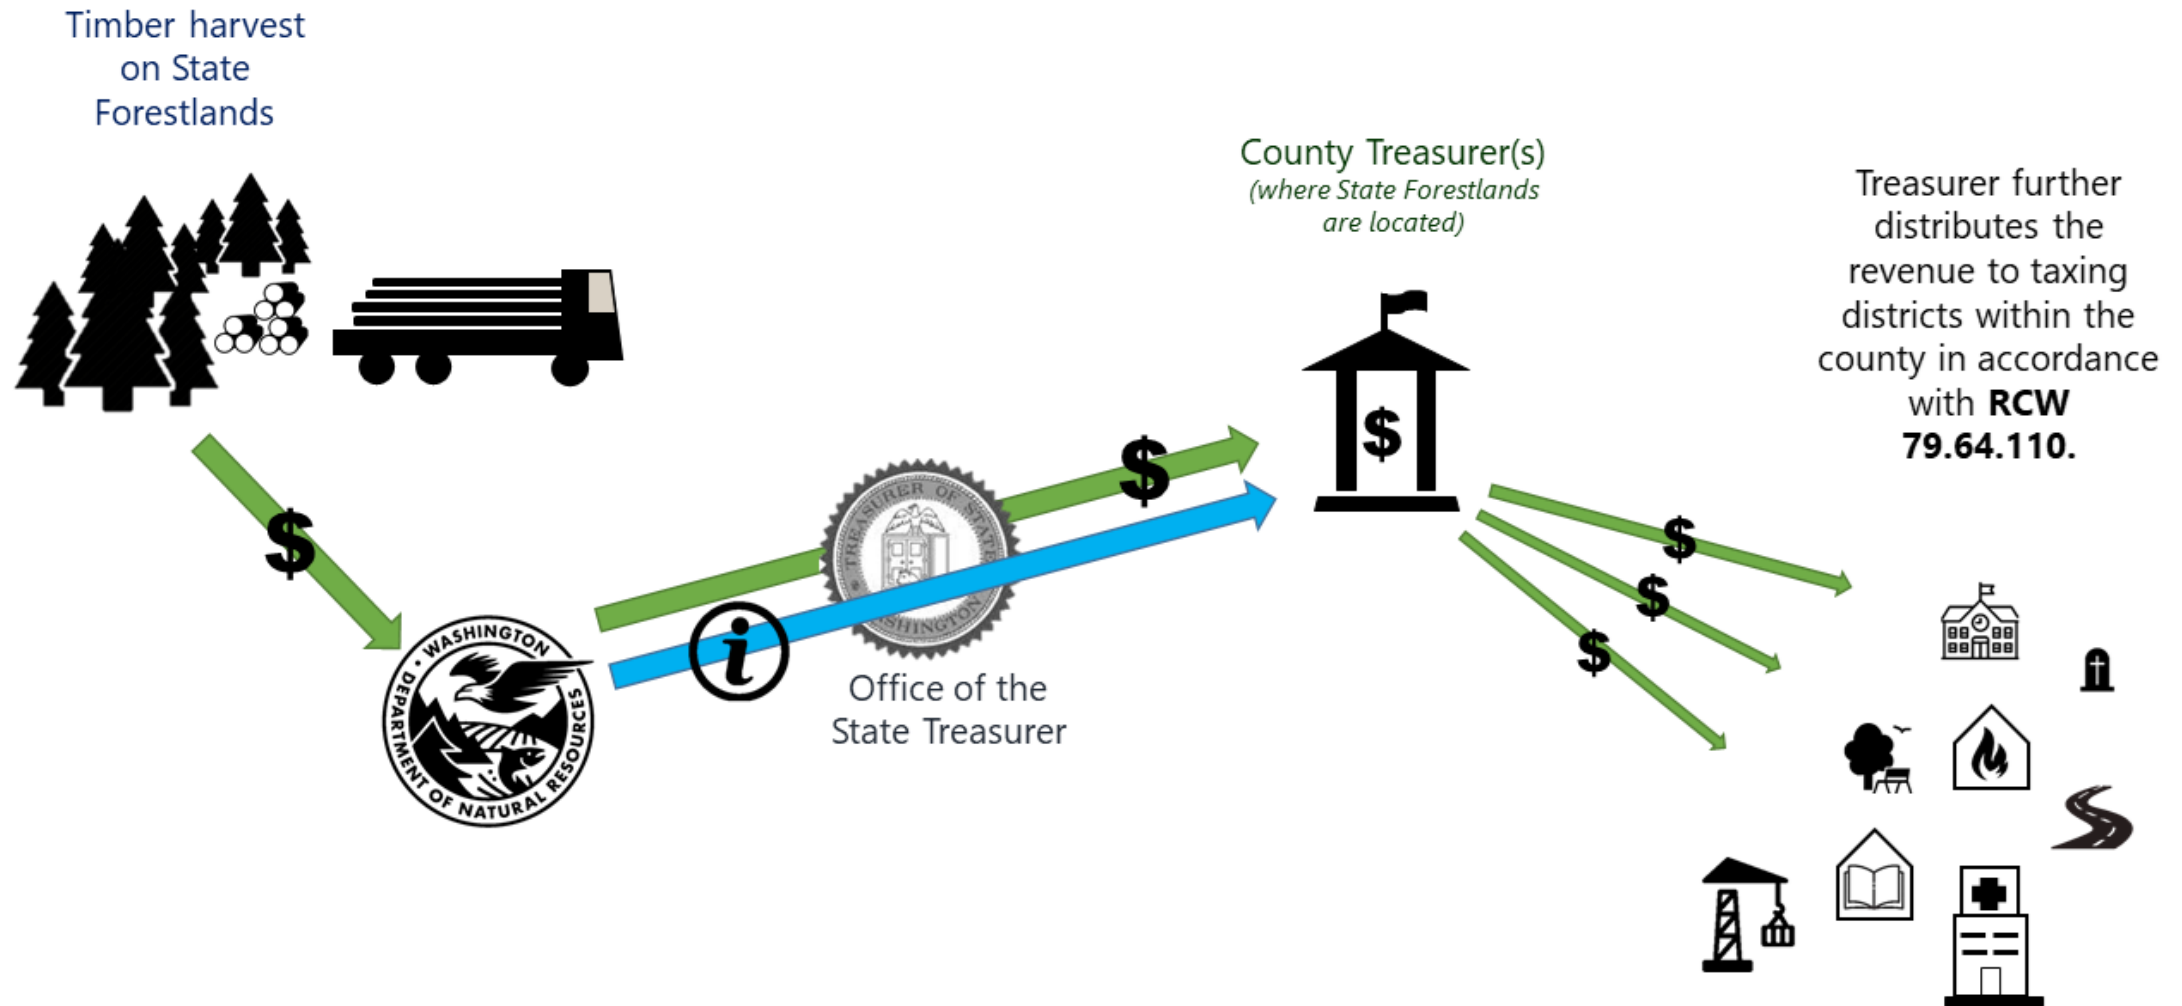 Timber harvest
on State
Forestlands
County Treasurer(s)
(where State Forestlands
are located)
Treasurer further
distributes the
revenue to taxing
districts within the
county in accordance
with RCW
79.64.110.
$
$
$
$
$
$
i
TREASURER OF STATE
WASHINGTON
Office of the
State Treasurer
• WASHINGTON
DEPARTMENT OF NATURAL RESOURCES